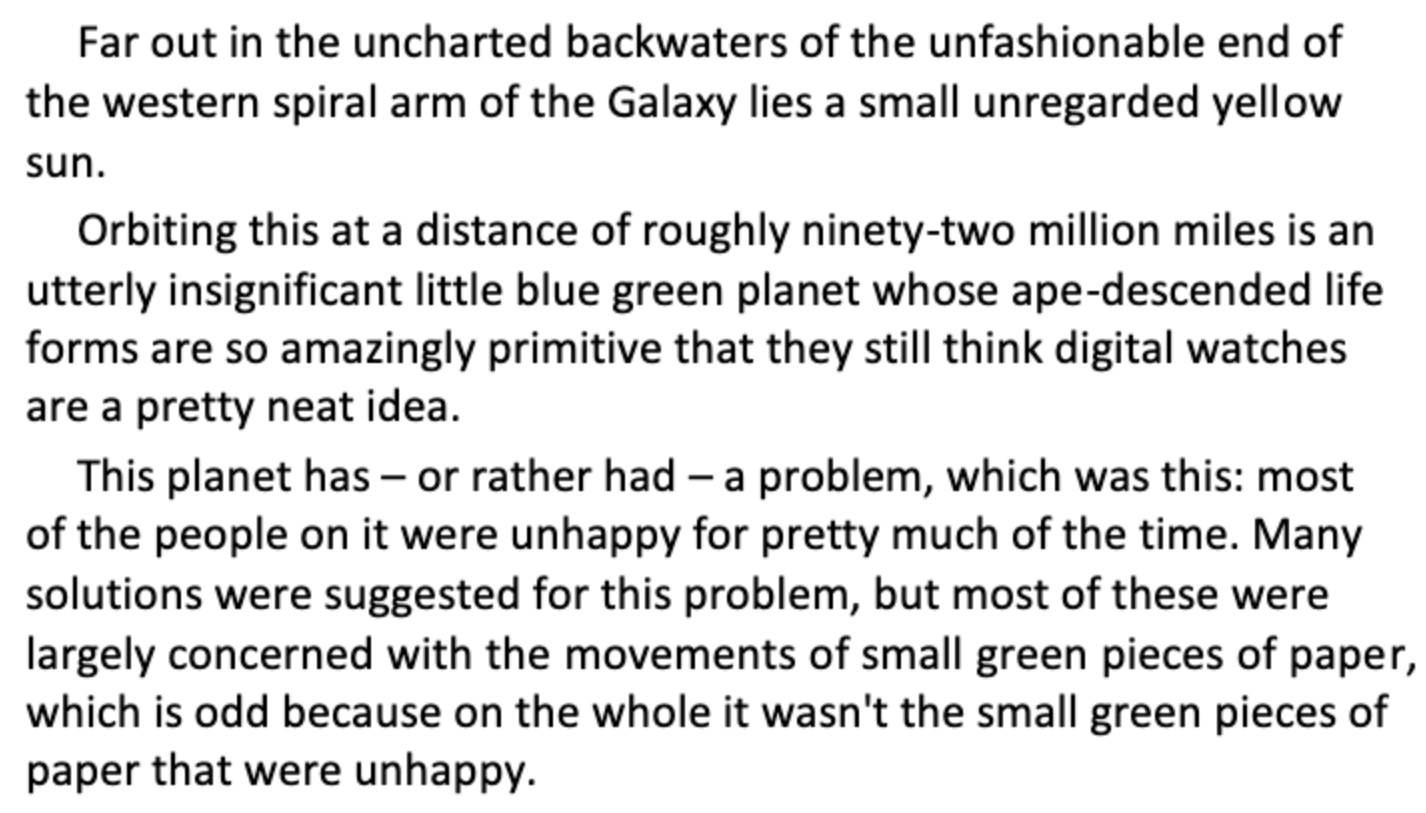 Far out in the uncharted backwaters of the unfashionable end of
the western spiral arm of the Galaxy lies a small unregarded yellow
sun.
Orbiting this at a distance of roughly ninety-two million miles is an
utterly insignificant little blue green planet whose ape-descended life
forms are so amazingly primitive that they still think digital watches
are a pretty neat idea.
This planet has – or rather had – a problem, which was this: most
of the people on it were unhappy for pretty much of the time. Many
solutions were suggested for this problem, but most of these were
largely concerned with the movements of small green pieces of paper,
which is odd because on the whole it wasn't the small green pieces of
paper that were unhappy.